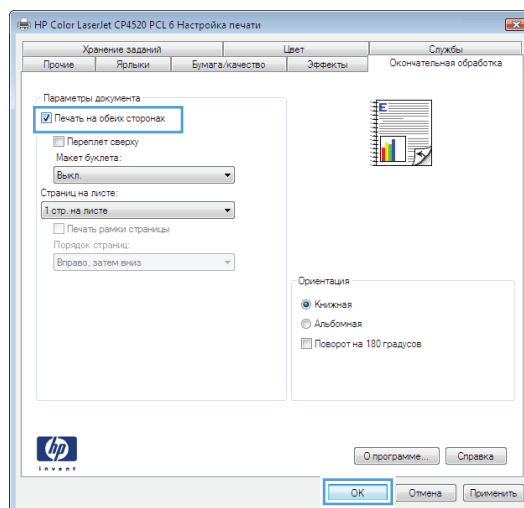 HP Color LaserJet CP4520 PCL 6 Настройка печати
Хранение заданий Цвет Службы
Прочие Ярлыки Бумага/качество Эффекты Окончательная обработка
Параметры документа
Печать на обеих сторонах
Переплет сверху
Макет буклета:
Выкл.
Страниц на листе:
1 стр. на листе
Печать рамки страницы
Порядок страниц:
Вправо, затем вниз
E
Ориентация
Книжная
Альбомная
Поворот на 180 градусов
hp
invent
О программе... Справка
OK Отмена Применить